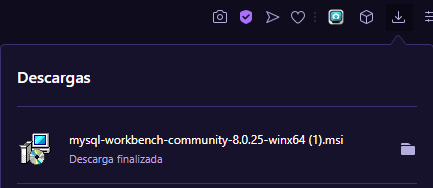 Descargas
mysql-workbench-community-8.0.25-winx64 (1).msi
Descarga finalizada